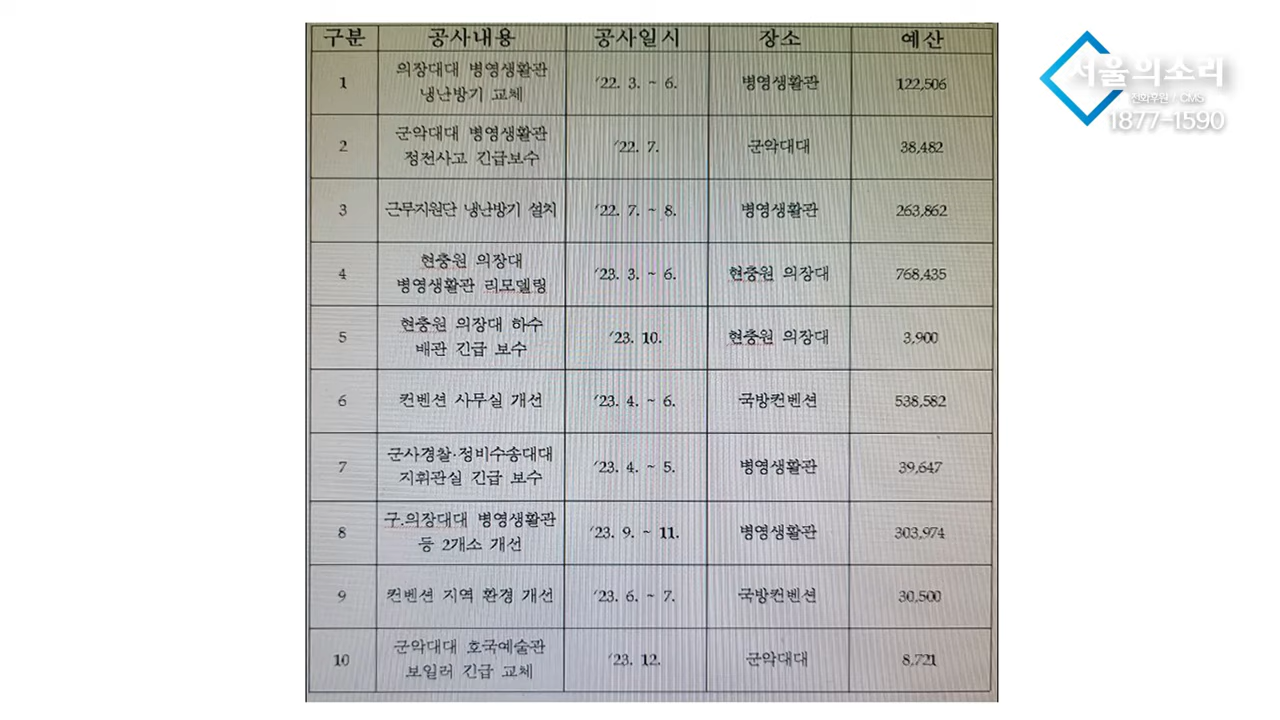 구분 공사내용 공사일시 장소 예산
1 의장대대 병영생활관 '22. 3. ~ 6. 병영생활관 122,506
냉난방기 교체
2 군악대대 병영생활관 '22. 7. 군악대대 38,482
정전사고 긴급보수
3 근무지원단 냉난방기 설치 '22. 7. ~ 8. 병영생활관 263,862
4 현충원 의장대 '23. 3. ~ 6. 현충원 의장대 768,435
병영생활관 리모델링
5 현충원 의장대 하수 '23. 10. 현충원 의장대 3,900
배관 긴급 보수
6 컨벤션 사무실 개선 '23. 4. ~ 6. 국방컨벤션 538,582
7 군사경찰·정비수송대대 '23. 4. ~ 5. 병영생활관 39,647
지휘관실 긴급 보수
8 구.의장대대 병영생활관 '23. 9. ~ 11. 병영생활관 303,974
등 2개소 개선
9 컨벤션 지역 환경 개선 '23. 6. ~ 7. 국방컨벤션 30,500
10 군악대대 호국예술관 '23. 12. 군악대대 8,721
보일러 긴급 교체
서울의소리
전화후원 / CMS
1877-1590